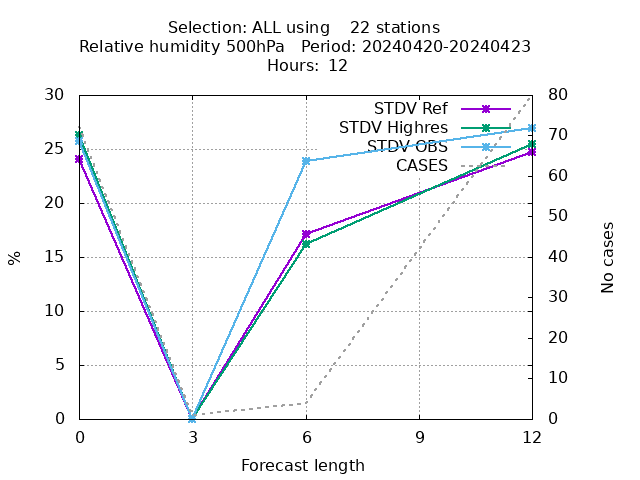 Selection: ALL using    22 stations
Relative humidity 500hPa   Period: 20240420-20240423
Hours: 12
30
25
20
15
10
5
0
%
STDV Ref
STDV Highres
STDV OBS
CASES
80
70
60
50
40
30
20
10
0
No cases
0 3 6 9 12
Forecast length